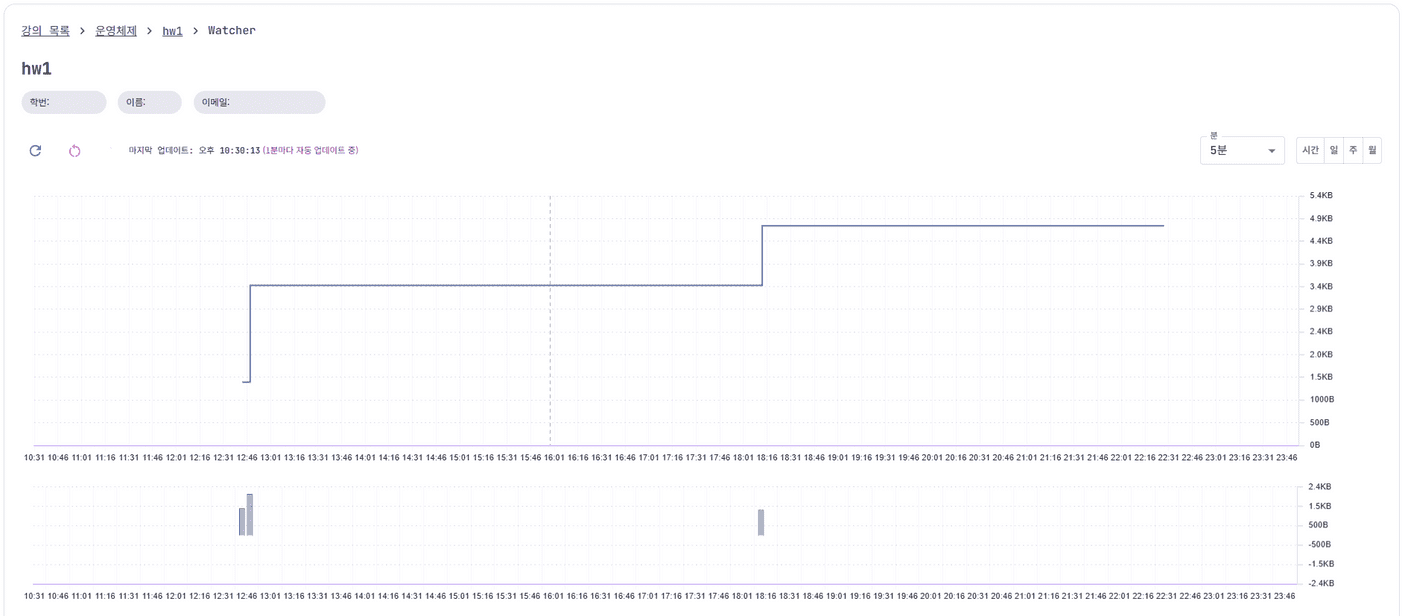 강의 목록 > 운영체제 > hw1 > Watcher
hw1
학번: 이름: 이메일:
마지막 업데이트: 오후 10:30:13 (1분마다 자동 업데이트 중)
분
5분
시간 일 주 월
5.4KB
4.9KB
4.4KB
3.9KB
3.4KB
2.9KB
2.4KB
2.0KB
1.5KB
1000B
500B
0B
10:31 10:46 11:01 11:16 11:31 11:46 12:01 12:16 12:31 12:46 13:01 13:16 13:31 13:46 14:01 14:16 14:31 14:46 15:01 15:16 15:31 15:46 16:01 16:16 16:31 16:46 17:01 17:16 17:31 17:46 18:01 18:16 18:31 18:46 19:01 19:16 19:31 19:46 20:01 20:16 20:31 20:46 21:01 21:16 21:31 21:46 22:01 22:16 22:31 22:46 23:01 23:16 23:31 23:46
2.4KB
1.5KB
500B
-500B
-1.5KB
-2.4KB
10:31 10:46 11:01 11:16 11:31 11:46 12:01 12:16 12:31 12:46 13:01 13:16 13:31 13:46 14:01 14:16 14:31 14:46 15:01 15:16 15:31 15:46 16:01 16:16 16:31 16:46 17:01 17:16 17:31 17:46 18:01 18:16 18:31 18:46 19:01 19:16 19:31 19:46 20:01 20:16 20:31 20:46 21:01 21:16 21:31 21:46 22:01 22:16 22:31 22:46 23:01 23:16 23:31 23:46